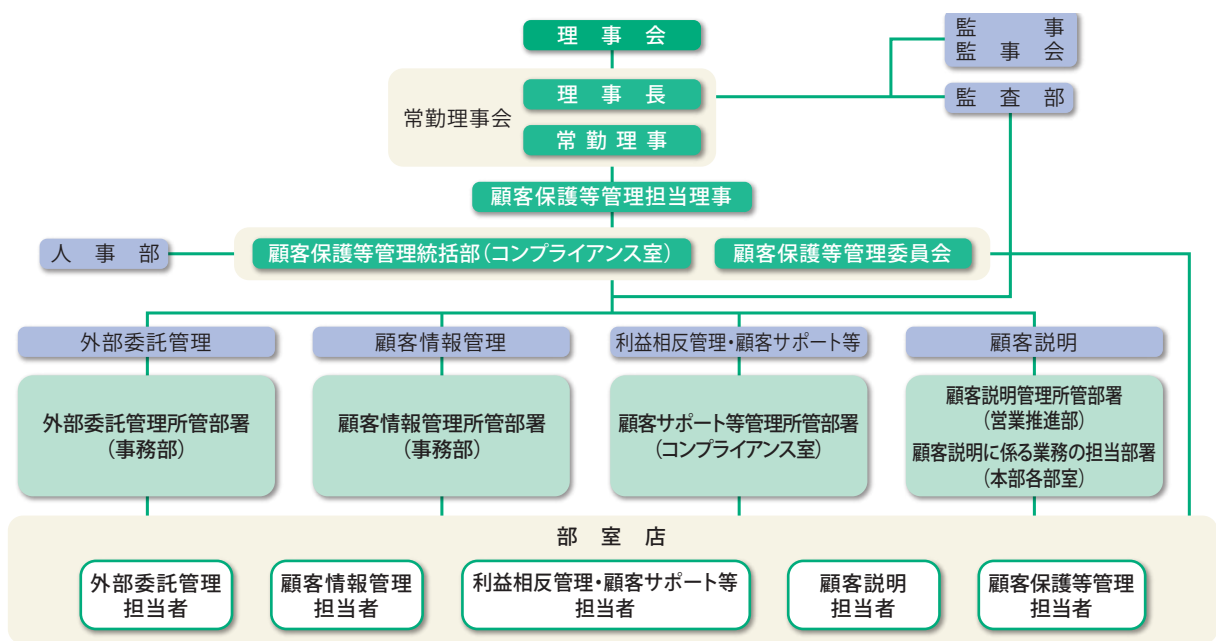 理事会
監事
監事会
常勤理事会
理事長
監査部
常勤理事
顧客保護等管理担当理事
人事部
顧客保護等管理統括部(コンプライアンス室)
顧客保護等管理委員会
外部委託管理
顧客情報管理
利益相反管理・顧客サポート等
顧客説明
外部委託管理所管部署
(事務部)
顧客情報管理所管部署
(事務部)
顧客サポート等管理所管部署
(コンプライアンス室)
顧客説明管理所管部署
(営業推進部)
顧客説明に係る業務の担当部署
(本部各部室)
部室店
外部委託管理
担当者
顧客情報管理
担当者
利益相反管理・顧客サポート等
担当者
顧客説明
担当者
顧客保護等管理
担当者